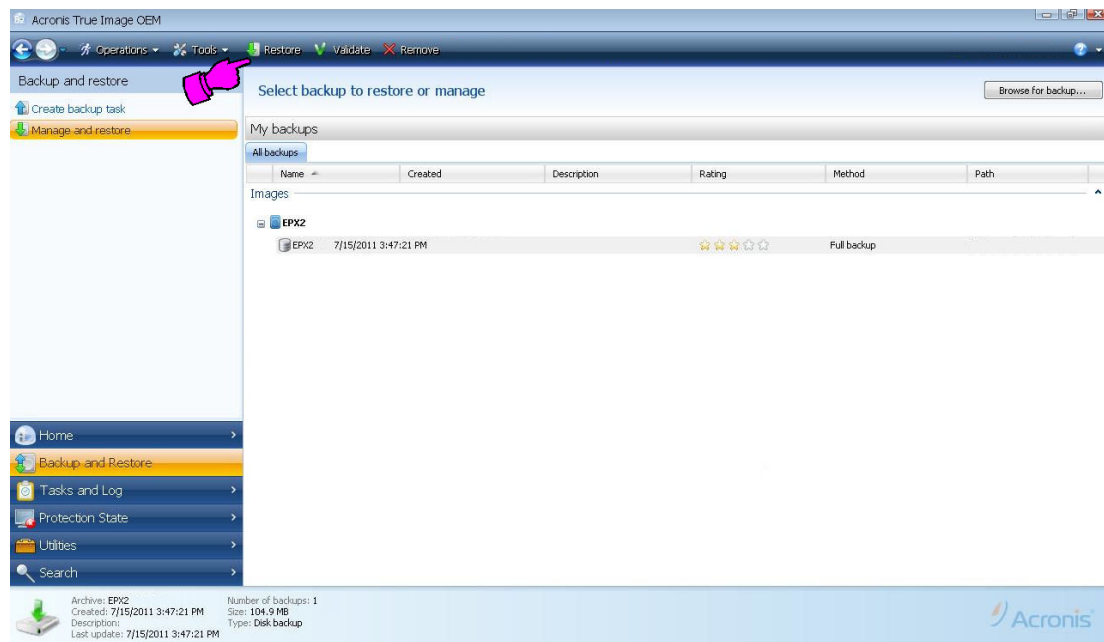 Acronis True Image OEM
Operations Tools Restore Validate Remove
Backup and restore
Create backup task
Manage and restore
Select backup to restore or manage
Browse for backup...
My backups
All backups
Name Created Description Rating Method Path
Images
EPX2
EPX2 7/15/2011 3:47:21 PM Full backup
Home
Backup and Restore
Tasks and Log
Protection State
Utilities
Search
Archive: EPX2 Number of backups: 1
Created: 7/15/2011 3:47:21 PM Size: 104.9 MB
Description: Type: Disk backup
Last update: 7/15/2011 3:47:21 PM
Acronis